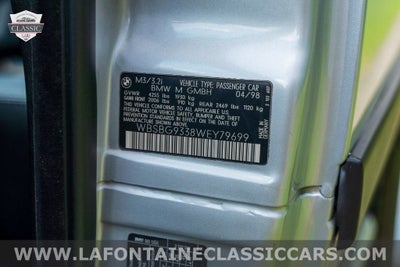 CLASSIC
M3/3.2i VEHICLE TYPE PASSENGER CAR
BMW M GMBH 04/98
GVWR 4255 lbs 1930 kg
GAWR FRONT 2006 lbs 910 kg REAR 2469 lbs 1120 kg
THIS VEHICLE CONFORMS TO ALL APPLICABLE
FEDERAL MOTOR VEHICLE SAFETY
BUMPER AND THEFT
PREVENTION STANDARDS IN EFFECT ON THE
DATE OF MANUFACTURE SHOWN ABOVE
WBSBG9338WEY79699
MADE IN GERMANY
WWW.LAFONTAINECLASSICCARS.COM